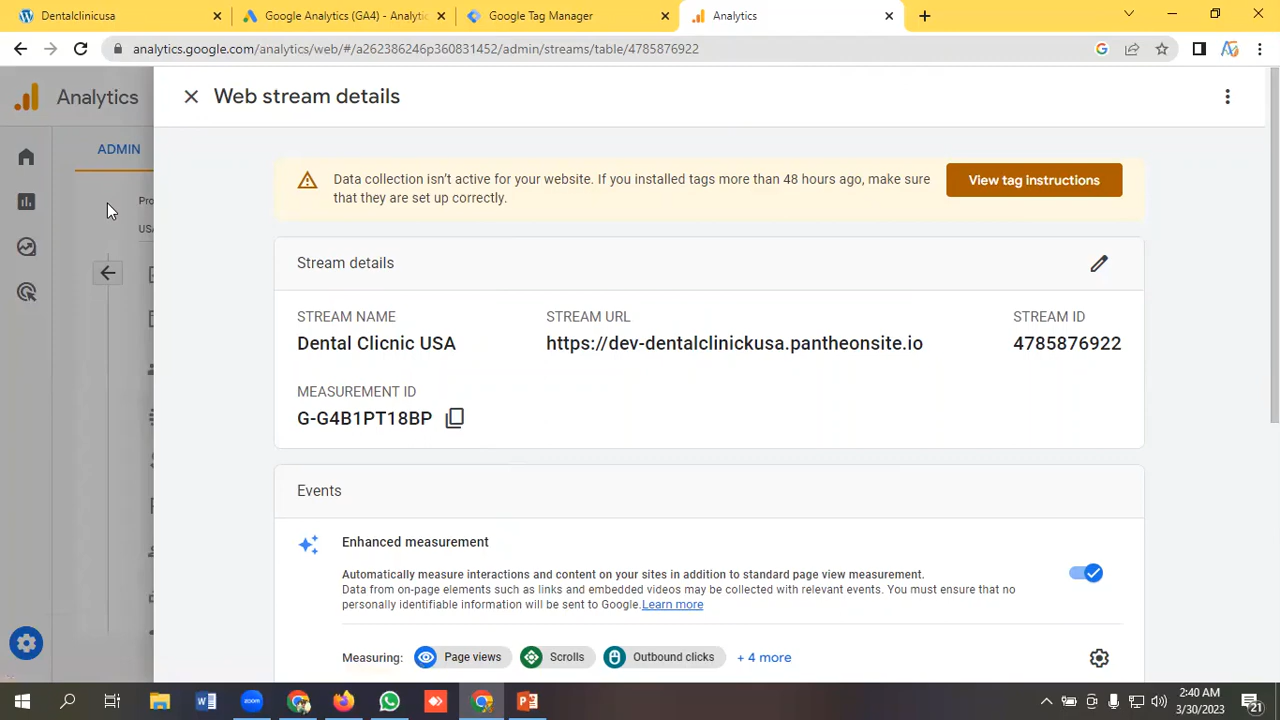 Dentalclinicusa
Google Analytics (GA4) - Analytic
Google Tag Manager
Analytics
analytics.google.com/analytics/web/#/a262386246p360831452/admin/streams/table/4785876922
Analytics
Web stream details
ADMIN
Pro
USA
Data collection isn't active for your website. If you installed tags more than 48 hours ago, make sure
that they are set up correctly.
View tag instructions
Stream details
STREAM NAME
STREAM URL
STREAM ID
Dental Clicnic USA
https://dev-dentalclinickusa.pantheonsite.io
4785876922
MEASUREMENT ID
G-G4B1PT18BP
Events
Enhanced measurement
Automatically measure interactions and content on your sites in addition to standard page view measurement.
Data from on-page elements such as links and embedded videos may be collected with relevant events. You must ensure that no
personally identifiable information will be sent to Google. Learn more
Measuring:
Page views
Scrolls
Outbound clicks
+ 4 more
zoom
2:40 AM
3/30/2023
21